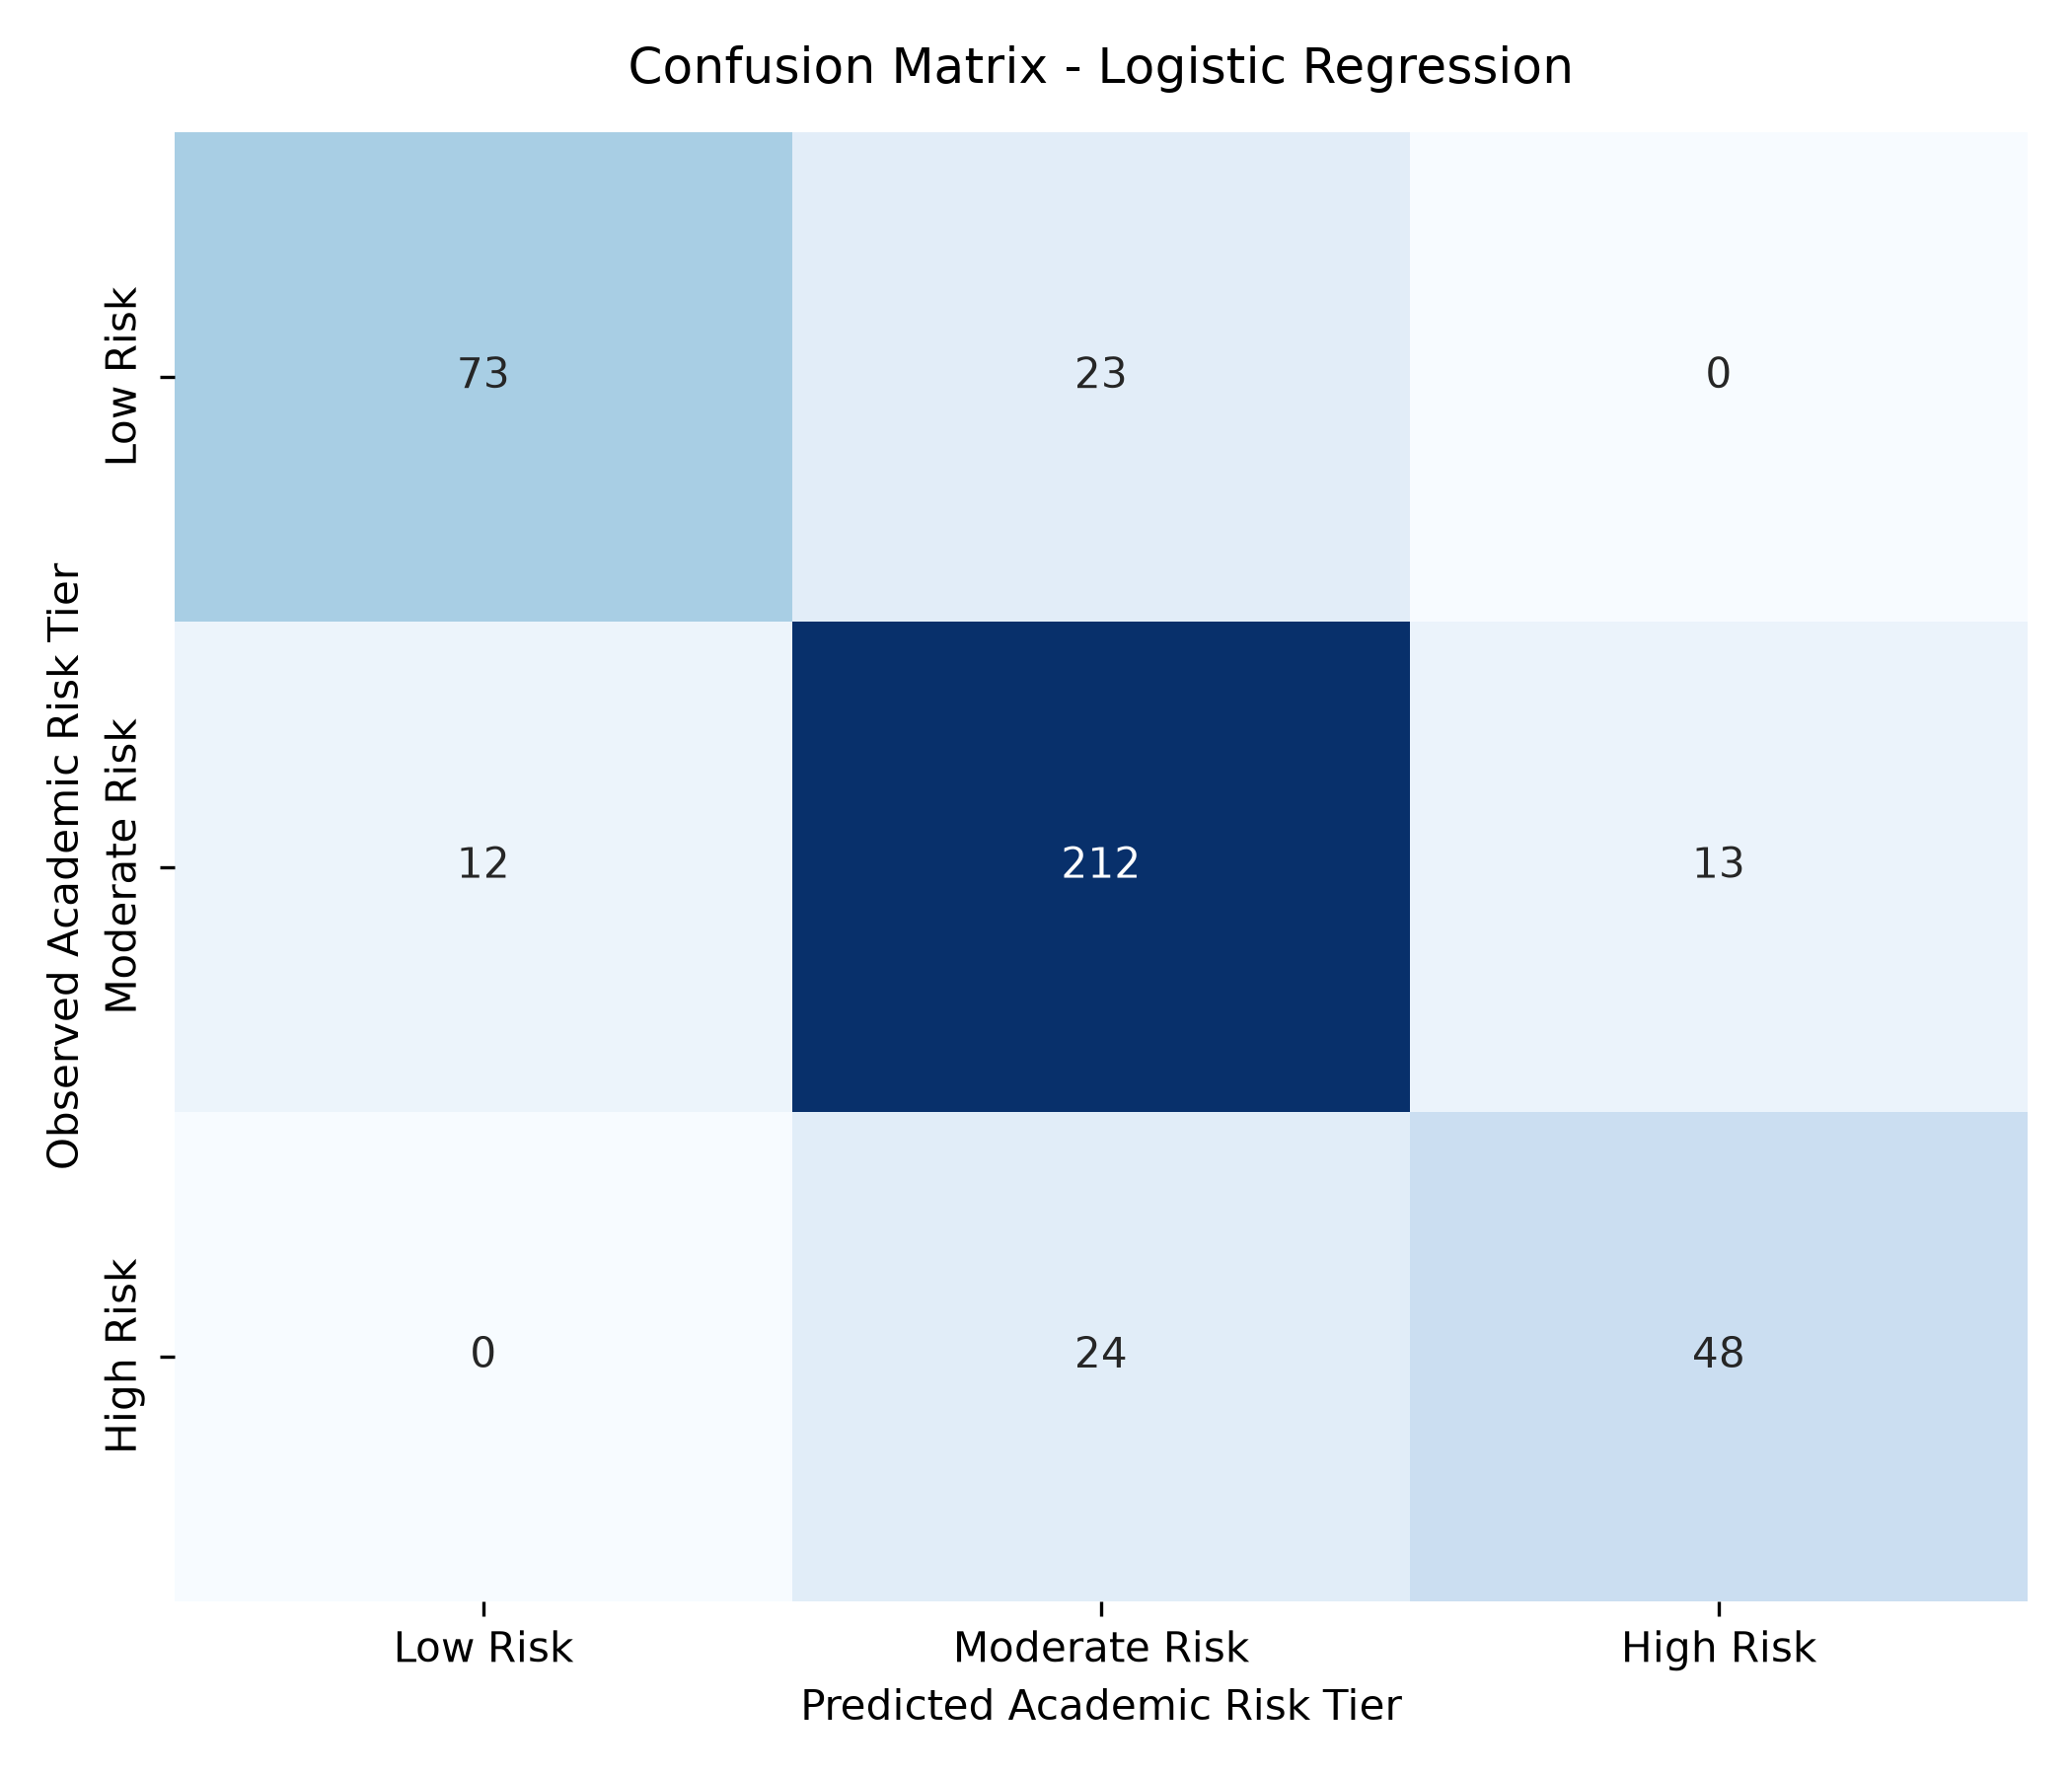 Confusion Matrix - Logistic Regression
Observed Academic Risk Tier
Low Risk
73 23 0
Moderate Risk
12 212 13
High Risk
0 24 48
Low Risk Moderate Risk High Risk
Predicted Academic Risk Tier